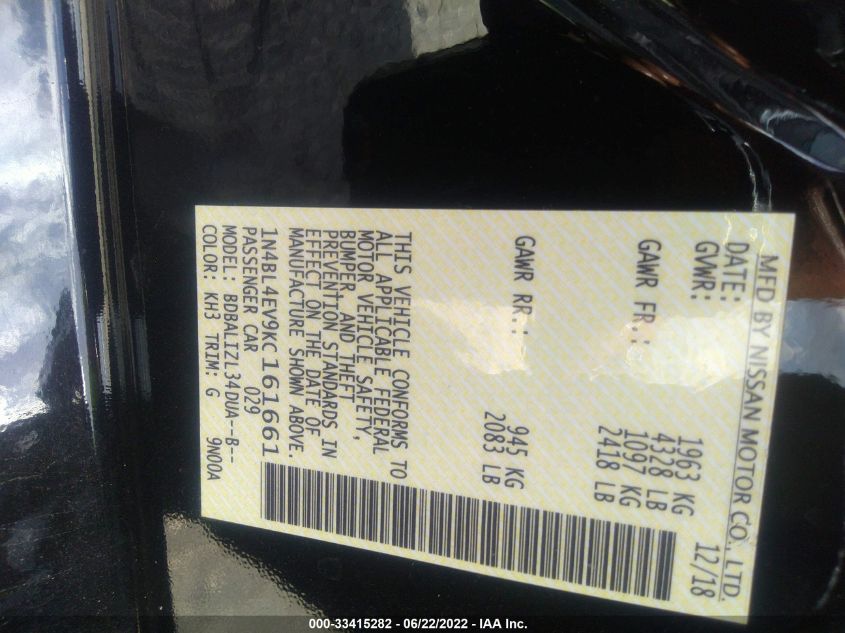 MFD BY NISSAN MOTOR CO., LTD.
DATE: 12/18
GVWR: 1963 KG
4328 LB
GAWR FR.: 1097 KG
2418 LB
GAWR RR.: 945 KG
2083 LB
THIS VEHICLE CONFORMS TO
ALL APPLICABLE FEDERAL
MOTOR VEHICLE SAFETY,
BUMPER, AND THEFT
PREVENTION STANDARDS IN
EFFECT ON THE DATE OF
MANUFACTURE SHOWN ABOVE.
1N4BL4EV9KC161661
PASSENGER CAR 029
MODEL: BDBALIZL34DUA--B--
COLOR: KH3 TRIM: G 9N00A
000-33415282 - 06/22/2022 - IAA Inc.